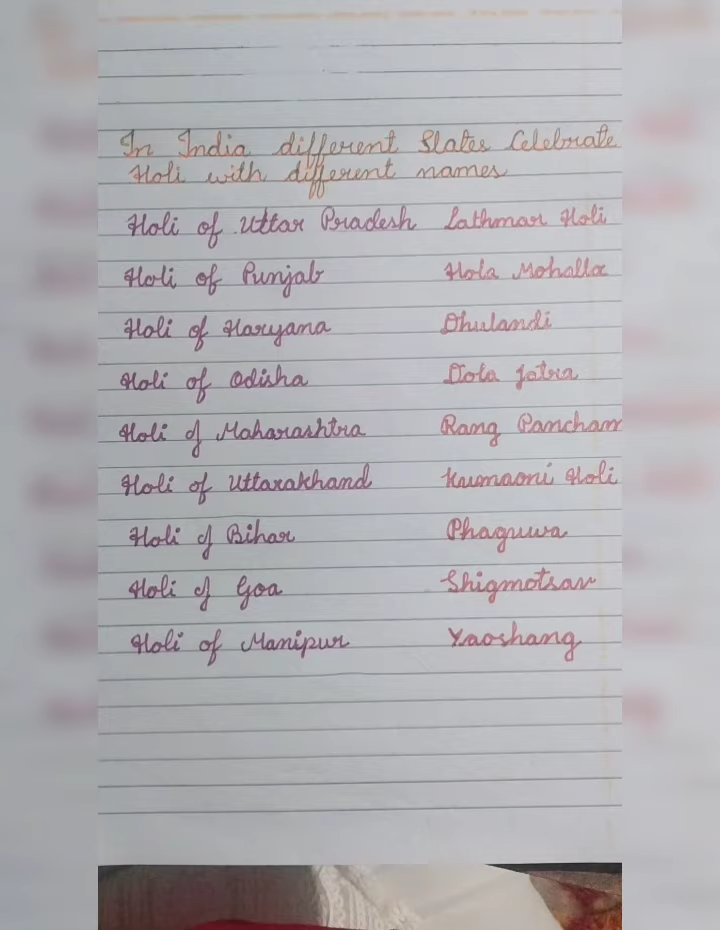 In India different States Celebrate
Holi with different names
Holi of Uttar Pradesh Lathmar Holi
Holi of Punjab Hola Mohalla
Holi of Haryana Dhulandi
Holi of Odisha Dola Jatra
Holi of Maharashtra Rang Pancham
Holi of Uttarakhand Kumaoni Holi
Holi of Bihar Phaguwa
Holi of Goa Shigmotsav
Holi of Manipur Yaoshang